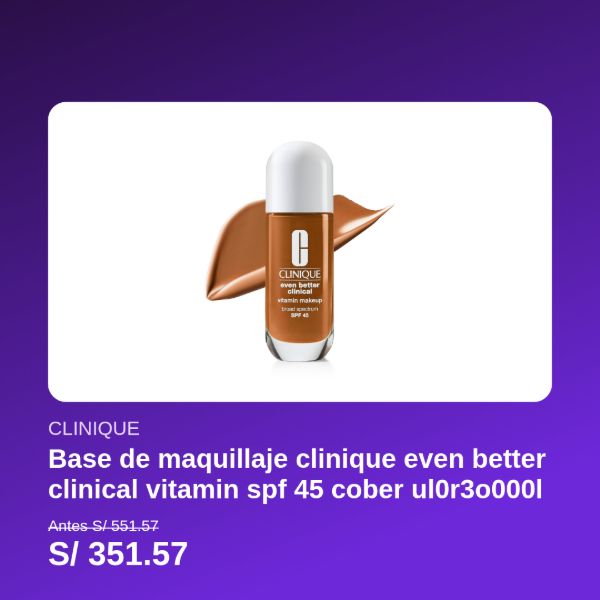 C
CLINIQUE
even better
clinical
vitamin makeup
broad spectrum
SPF 45
CLINIQUE
Base de maquillaje clinique even better
clinical vitamin spf 45 cober ul0r3o000l
Antes S/ 551.57
S/ 351.57